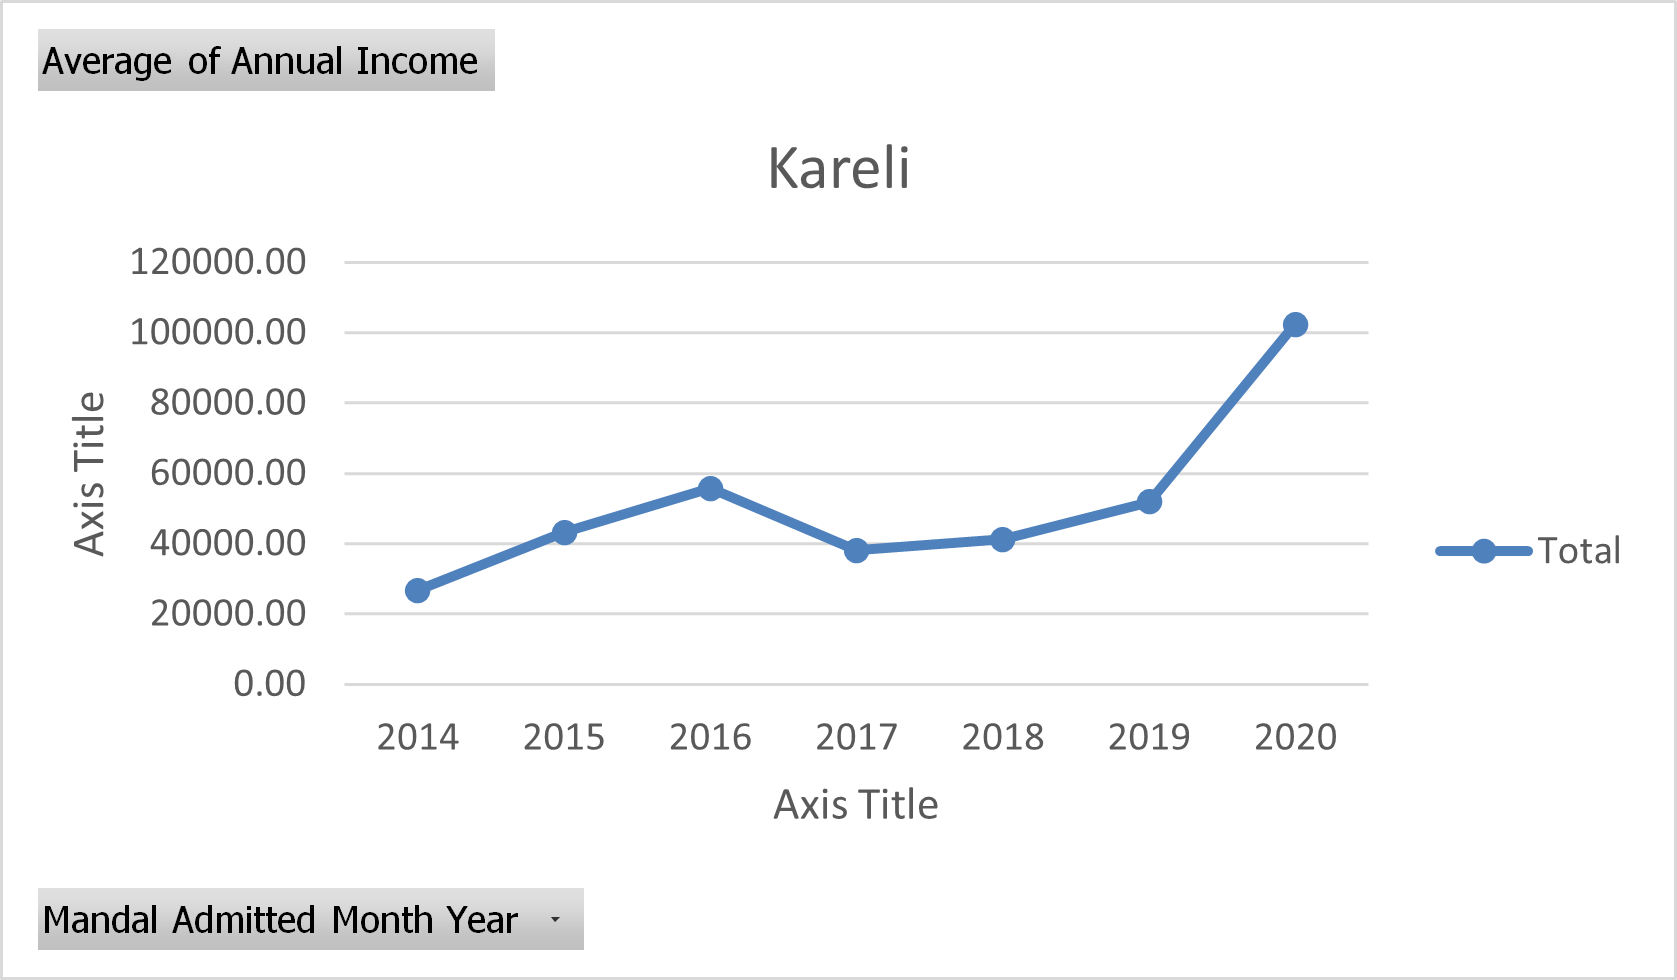 Average of Annual Income
Kareli
120000.00
100000.00
80000.00
60000.00
40000.00
20000.00
0.00
Axis Title
2014 2015 2016 2017 2018 2019 2020
Axis Title
Total
Mandal Admitted Month Year